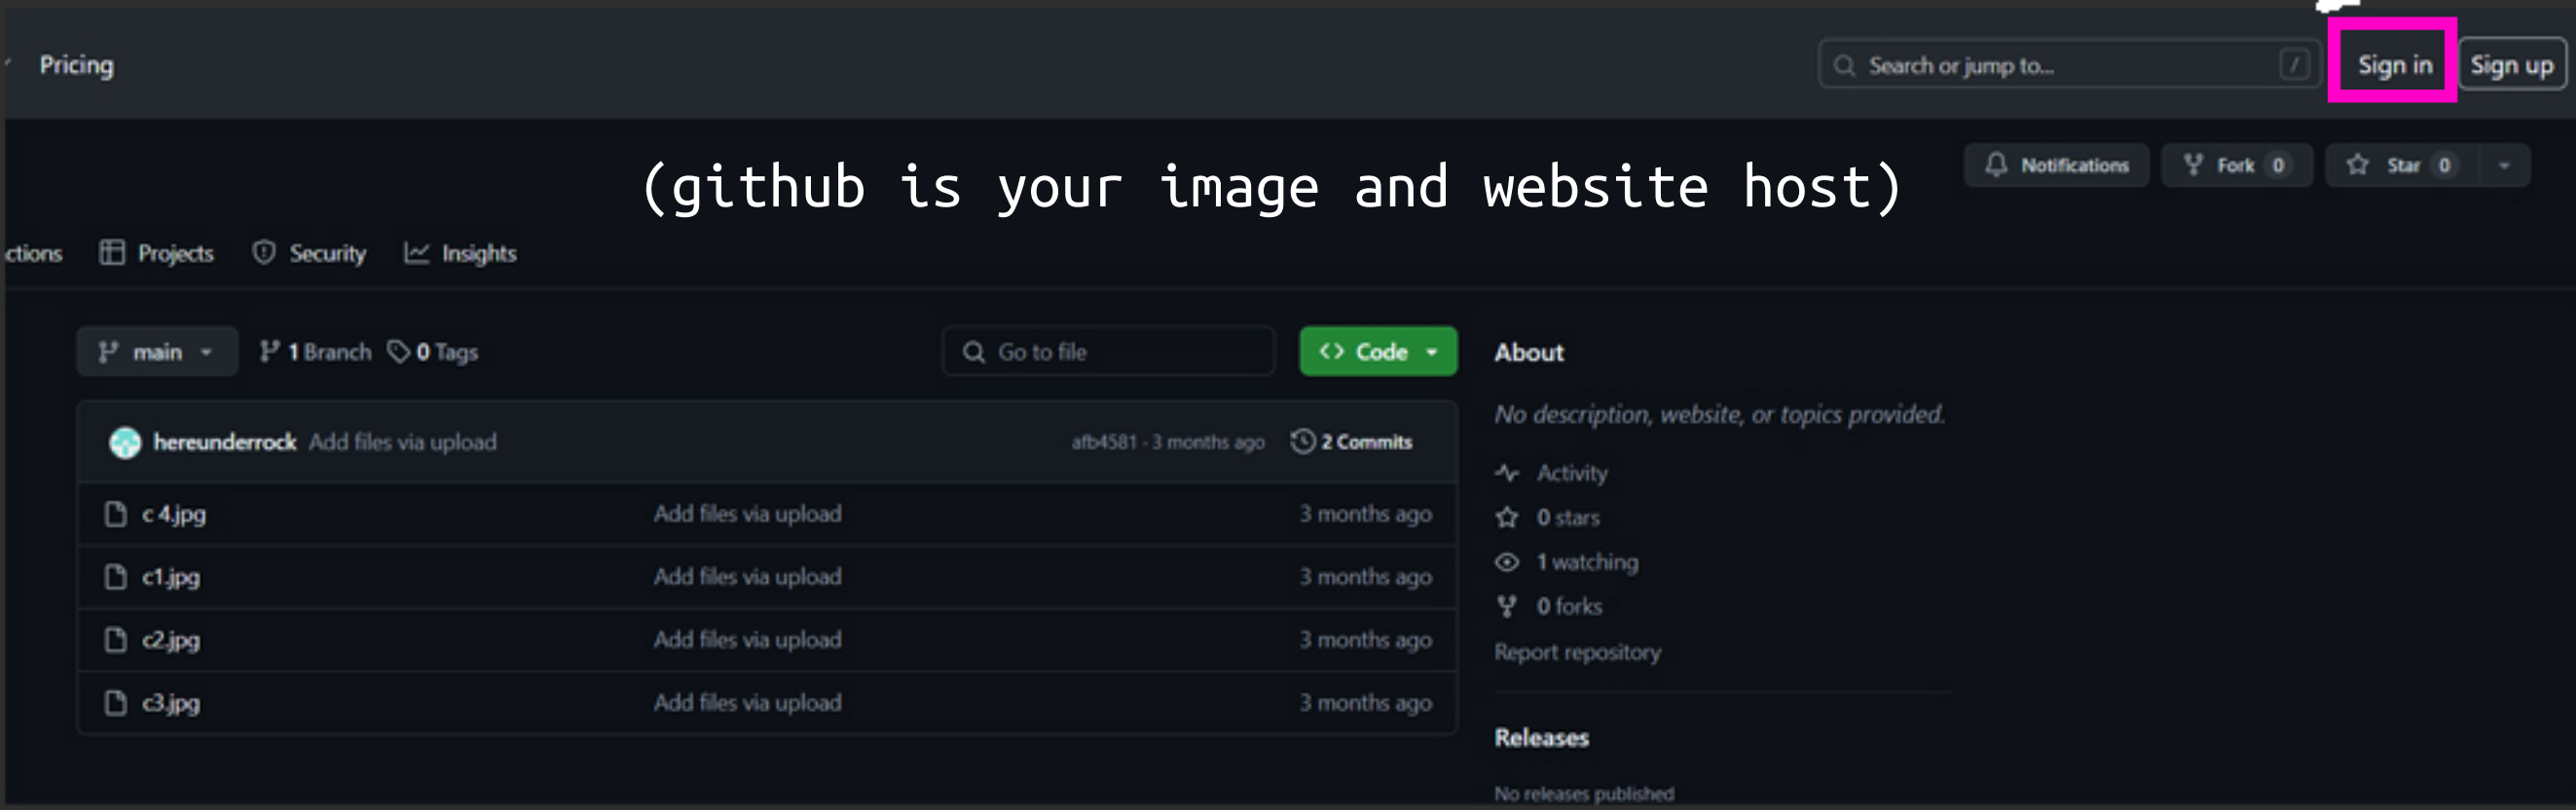 Pricing
Search or jump to...
/
Sign in
Sign up
(github is your image and website host)
Notifications
Fork 0
Star 0
ctions
Projects
Security
Insights
main
1 Branch
0 Tags
Go to file
Code
About
No description, website, or topics provided.
hereunderrock Add files via upload
afb4581 · 3 months ago
2 Commits
Activity
c 4.jpg Add files via upload 3 months ago
0 stars
c1.jpg Add files via upload 3 months ago
1 watching
0 forks
c2.jpg Add files via upload 3 months ago
Report repository
c3.jpg Add files via upload 3 months ago
Releases
No releases published